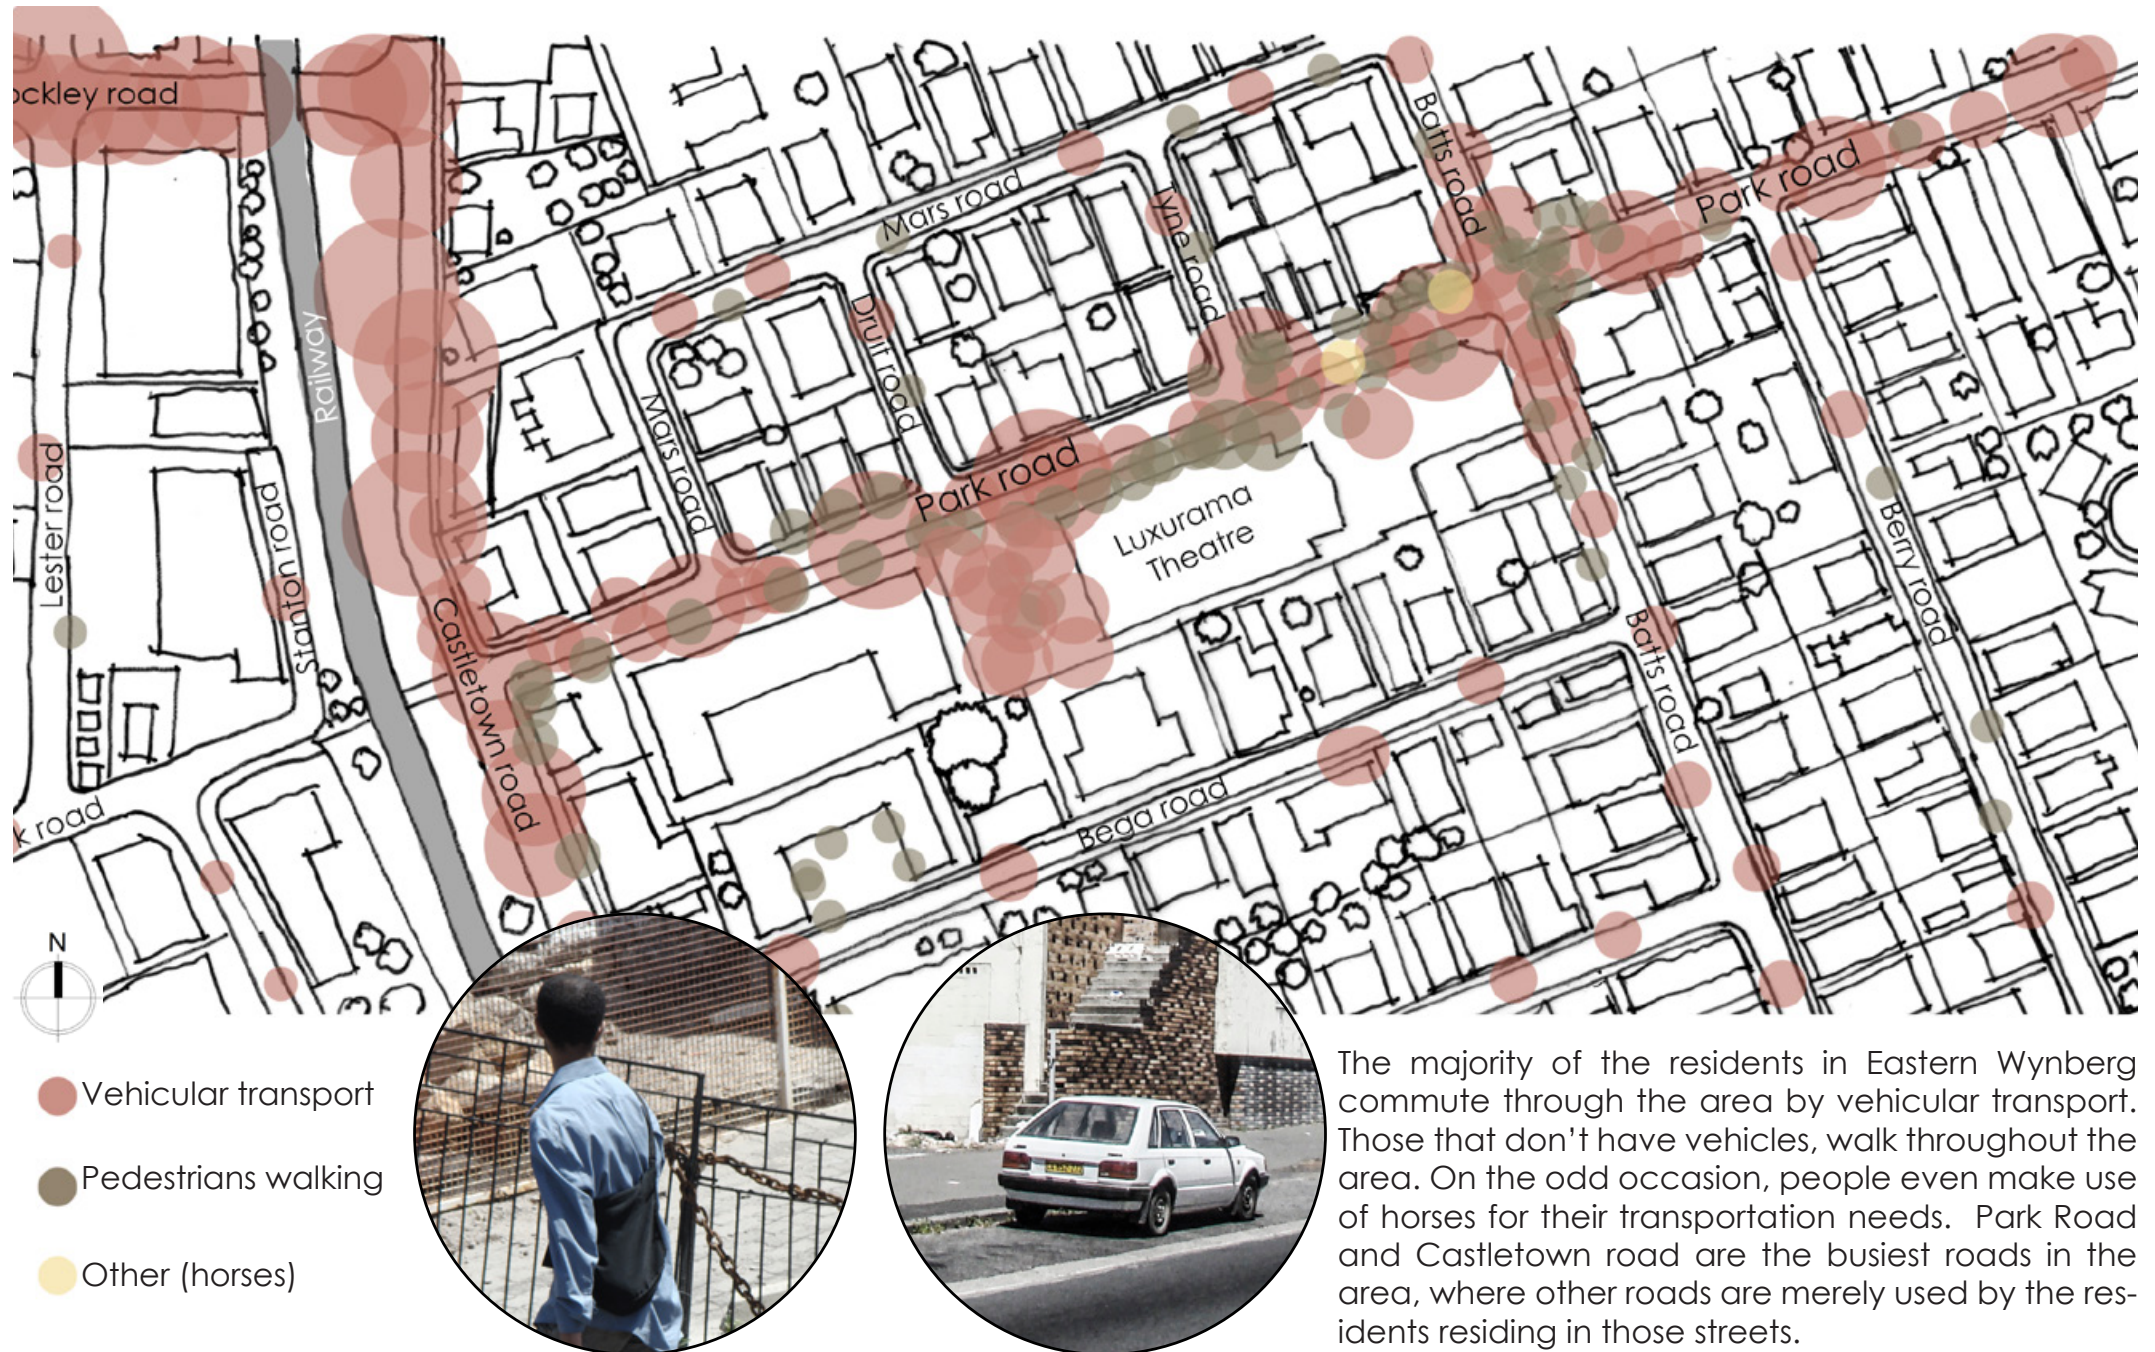 ockley road
Railway
Lester road
Stanton road
k road
Castletown road
Mars road
Mars road
Druit road
Tyne road
Batts road
Park road
Park road
Luxurama
Theatre
Bega road
Batts road
Berry road
N
Vehicular transport
Pedestrians walking
Other (horses)
The majority of the residents in Eastern Wynberg
commute through the area by vehicular transport.
Those that don't have vehicles, walk throughout the
area. On the odd occasion, people even make use
of horses for their transportation needs. Park Road
and Castletown road are the busiest roads in the
area, where other roads are merely used by the res-
idents residing in those streets.